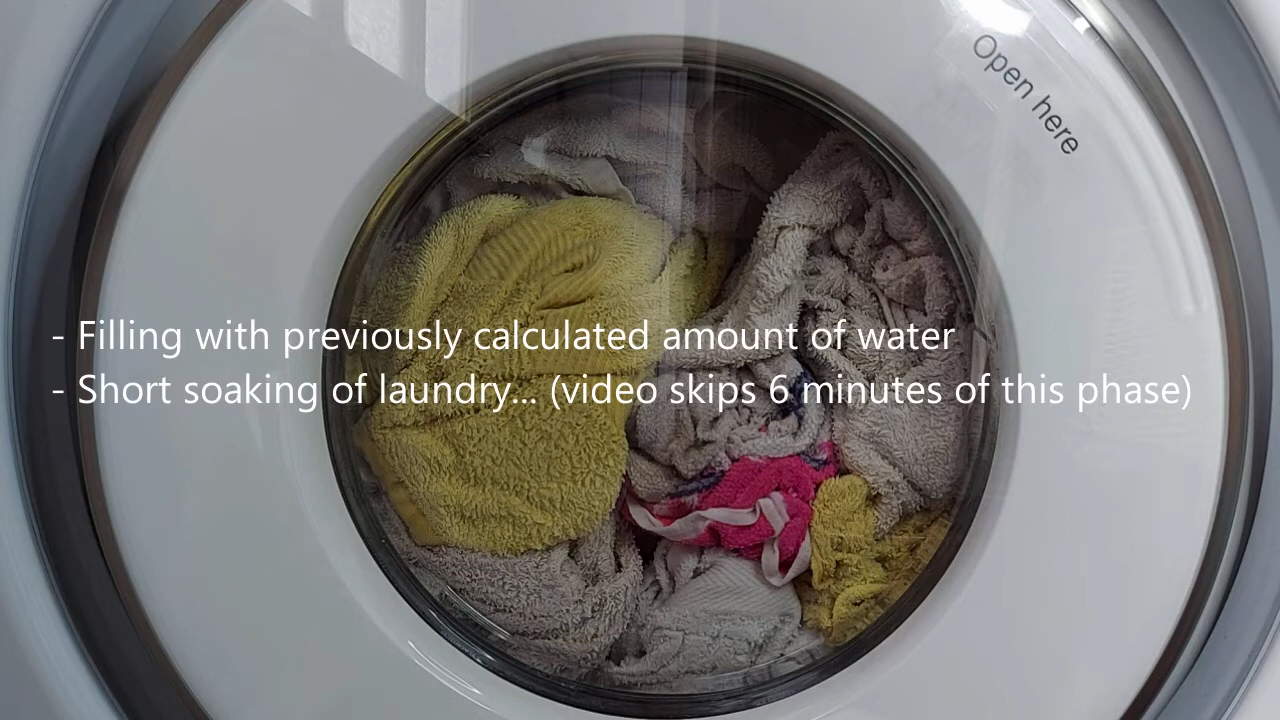 Open here
- Filling with previously calculated amount of water
- Short soaking of laundry... (video skips 6 minutes of this phase)